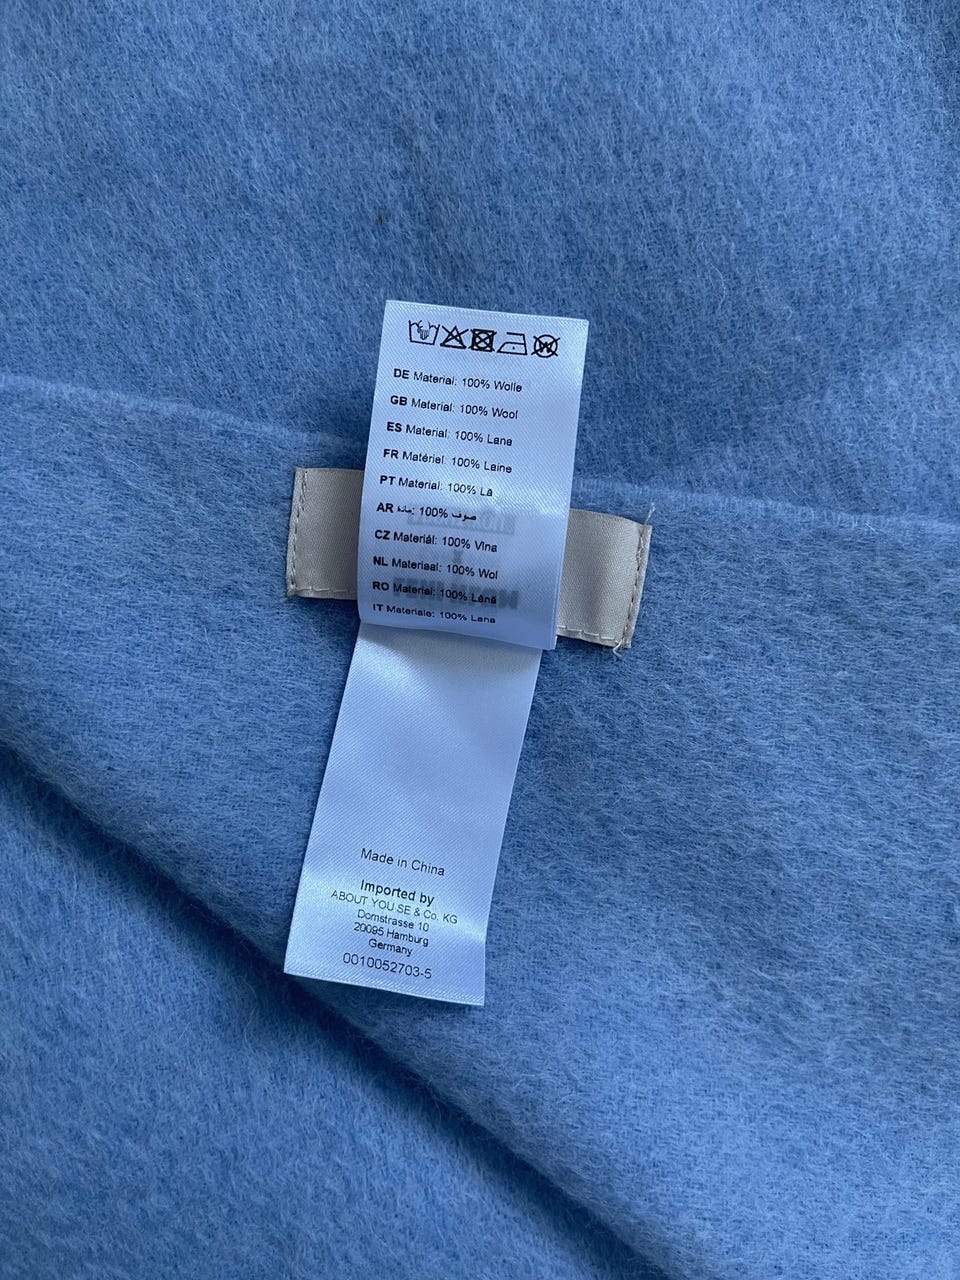 DE Material: 100% Wolle
GB Material: 100% Wool
ES Material: 100% Lana
FR Matériel: 100% Laine
PT Material: 100% Lã
AR مادة: 100% صوف
CZ Materiál: 100% Vlna
NL Materiaal: 100% Wol
RO Material: 100% Lână
IT Materiale: 100% Lana
Made in China
Imported by
ABOUT YOU SE & Co. KG
Domstrasse 10
20095 Hamburg
Germany
0010052703-5